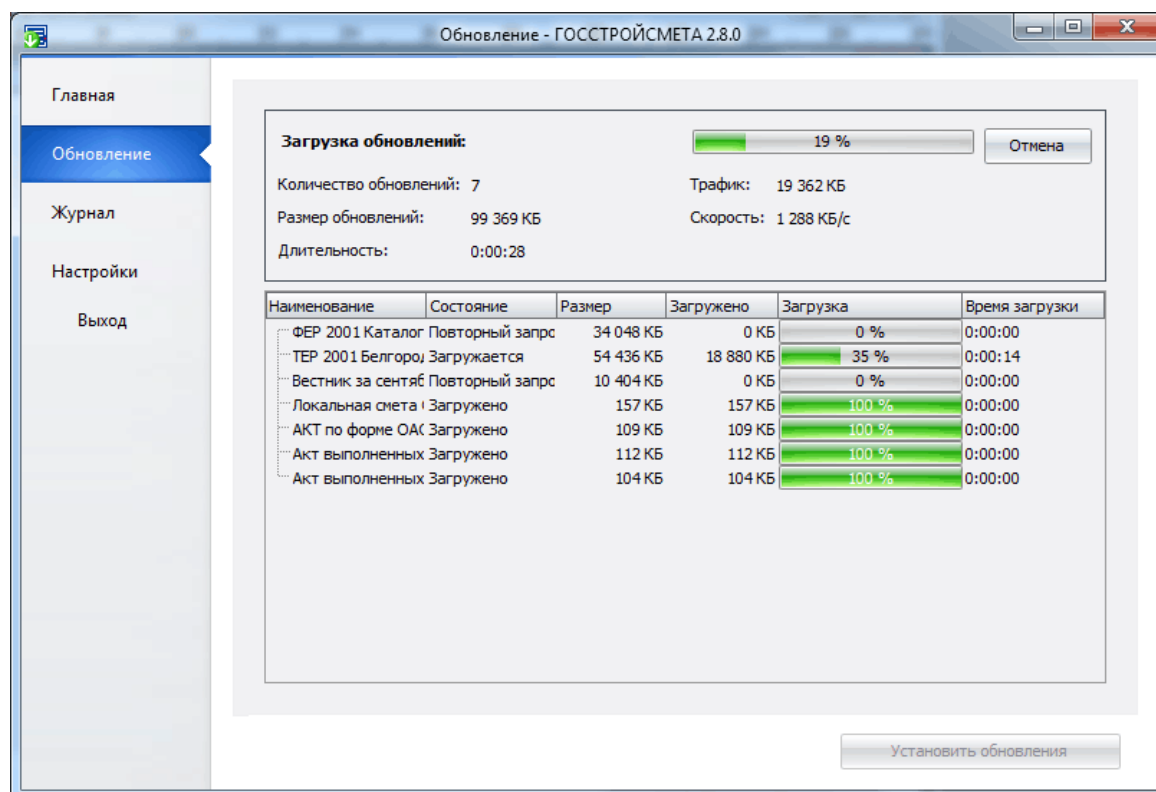 Обновление - ГОССТРОЙСМЕТА 2.8.0
Главная
Обновление
Журнал
Настройки
Выход
Загрузка обновлений: 19 % Отмена
Количество обновлений: 7 Трафик: 19 362 КБ
Размер обновлений: 99 369 КБ Скорость: 1 288 КБ/с
Длительность: 0:00:28
Наименование Состояние Размер Загружено Загрузка Время загрузки
ФЕР 2001 Каталог Повторный запро 34 048 КБ 0 КБ 0 % 0:00:00
ТЕР 2001 Белгород Загружается 54 436 КБ 18 880 КБ 35 % 0:00:14
Вестник за сентяб Повторный запро 10 404 КБ 0 КБ 0 % 0:00:00
Локальная смета ( Загружено 157 КБ 157 КБ 100 % 0:00:00
АКТ по форме ОАО Загружено 109 КБ 109 КБ 100 % 0:00:00
Акт выполненных Загружено 112 КБ 112 КБ 100 % 0:00:00
Акт выполненных Загружено 104 КБ 104 КБ 100 % 0:00:00
Установить обновления